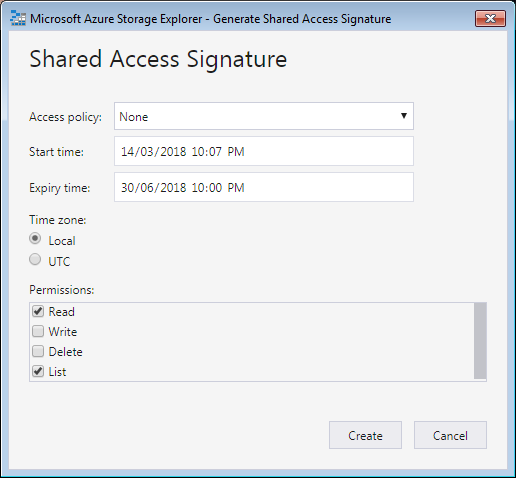 Microsoft Azure Storage Explorer - Generate Shared Access Signature
Shared Access Signature
Access policy: None
Start time: 14/03/2018 10:07 PM
Expiry time: 30/06/2018 10:00 PM
Time zone:
Local
UTC
Permissions:
Read
Write
Delete
List
Create Cancel